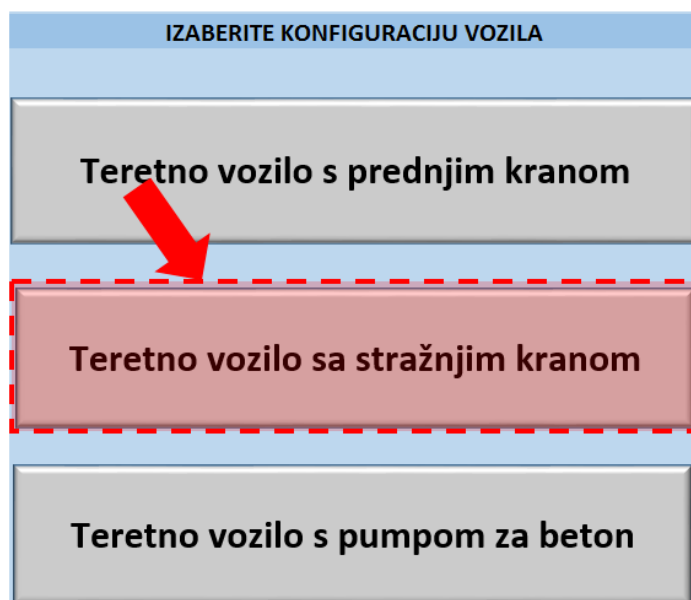 IZABERITE KONFIGURACIJU VOZILA
Teretno vozilo s prednjim kranom
Teretno vozilo sa stražnjim kranom
Teretno vozilo s pumpom za beton